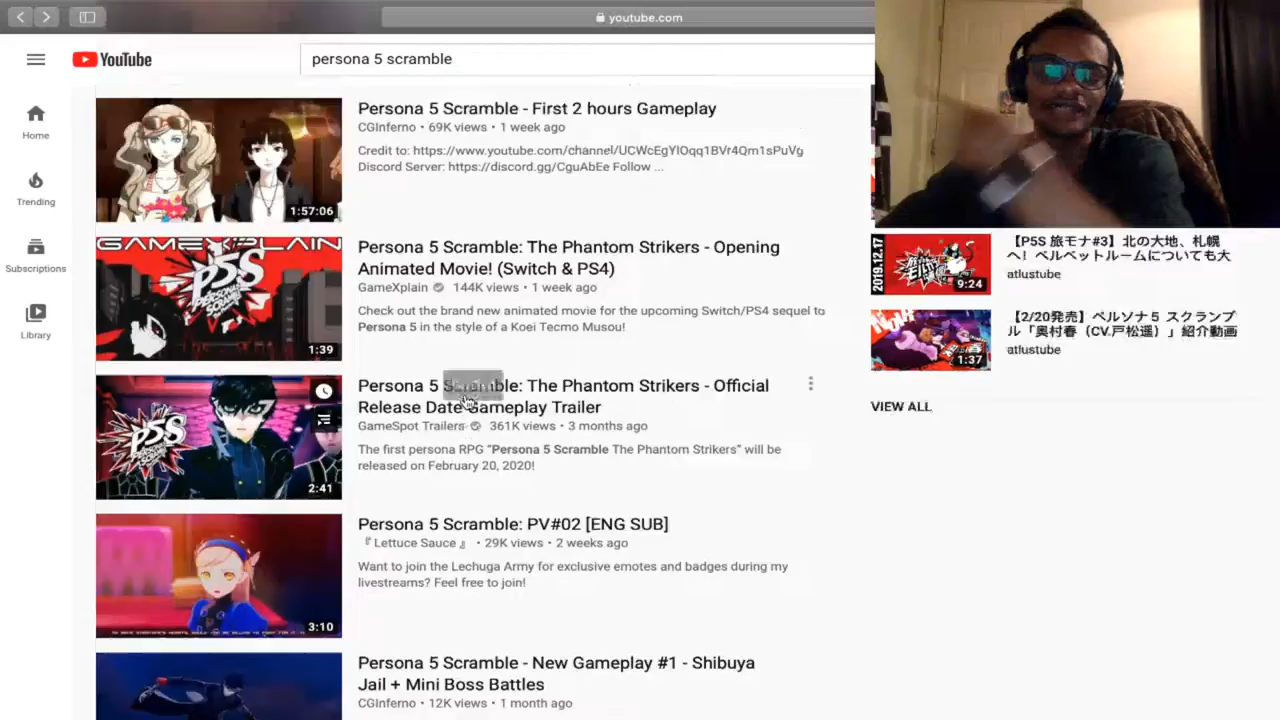 youtube.com
YouTube
persona 5 scramble
Home
Trending
Subscriptions
Library
1:57:06
Persona 5 Scramble - First 2 hours Gameplay
CGInferno • 69K views • 1 week ago
Credit to: https://www.youtube.com/channel/UCWcEgYlOqq1BVr4Qm1sPuVg
Discord Server: https://discord.gg/CguAbEe Follow ...
GAMEXPLAIN
P5S
1:39
Persona 5 Scramble: The Phantom Strikers - Opening
Animated Movie! (Switch & PS4)
GameXplain 144K views • 1 week ago
Check out the brand new animated movie for the upcoming Switch/PS4 sequel to
Persona 5 in the style of a Koei Tecmo Musou!
P5S
2:41
Persona 5 Scramble: The Phantom Strikers - Official
Release Date Gameplay Trailer
GameSpot Trailers 361K views • 3 months ago
The first persona RPG “Persona 5 Scramble The Phantom Strikers” will be
released on February 20, 2020!
3:10
Persona 5 Scramble: PV#02 [ENG SUB]
『 Lettuce Sauce 』 • 29K views • 2 weeks ago
Want to join the Lechuga Army for exclusive emotes and badges during my
livestreams? Feel free to join!
Persona 5 Scramble - New Gameplay #1 - Shibuya
Jail + Mini Boss Battles
CGInferno • 12K views • 1 month ago
2019.12.17
9:24
【P5S 旅モナ#3】北の大地、札幌
へ！ベルベットルームについても大
atlustube
1:37
【2/20発売】ペルソナ5 スクランブ
ル「奥村春（CV.戸松遥）」紹介動画
atlustube
VIEW ALL